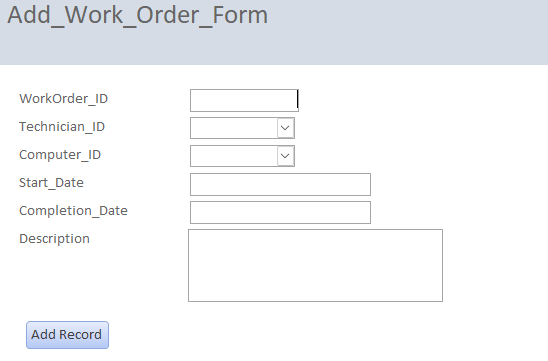 Add_Work_Order_Form
WorkOrder_ID
Technician_ID
Computer_ID
Start_Date
Completion_Date
Description
Add Record